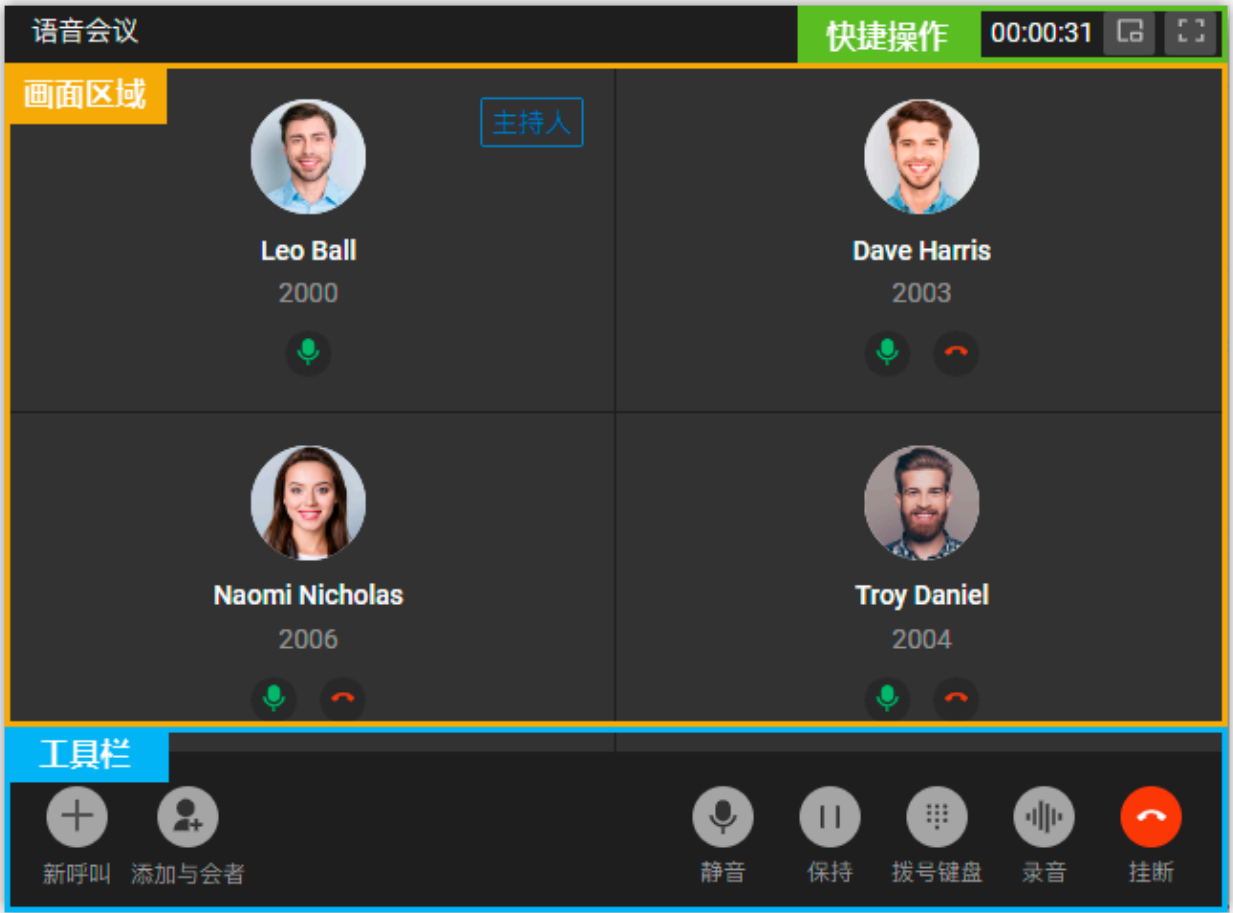 语音会议
快捷操作
00:00:31
画面区域
主持人
Leo Ball
2000
Dave Harris
2003
Naomi Nicholas
2006
Troy Daniel
2004
工具栏
新呼叫
添加与会者
静音
保持
拨号键盘
录音
挂断